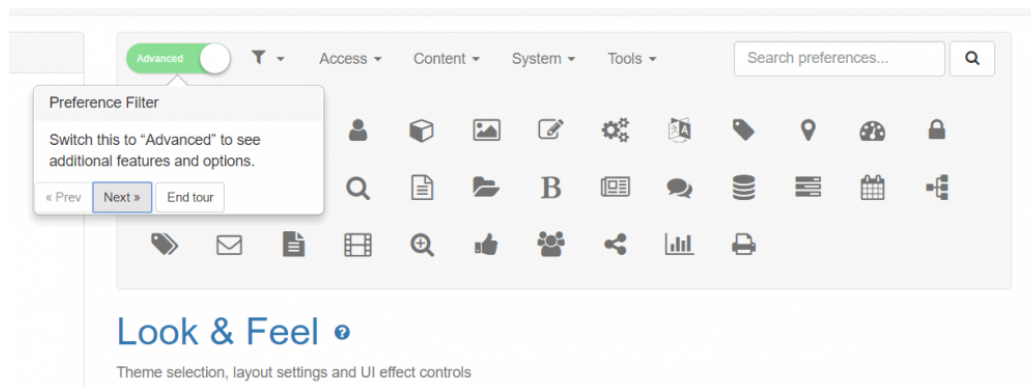 Advanced
Access
Content
System
Tools
Search preferences...
Preference Filter
Switch this to “Advanced” to see
additional features and options.
« Prev
Next »
End tour
B
Look & Feel
Theme selection, layout settings and UI effect controls